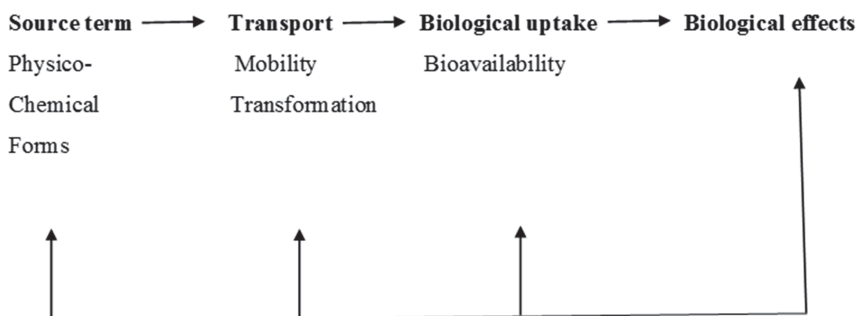 Source term Transport Biological uptake Biological effects
Physico- Mobility Bioavailability
Chemical Transformation
Forms